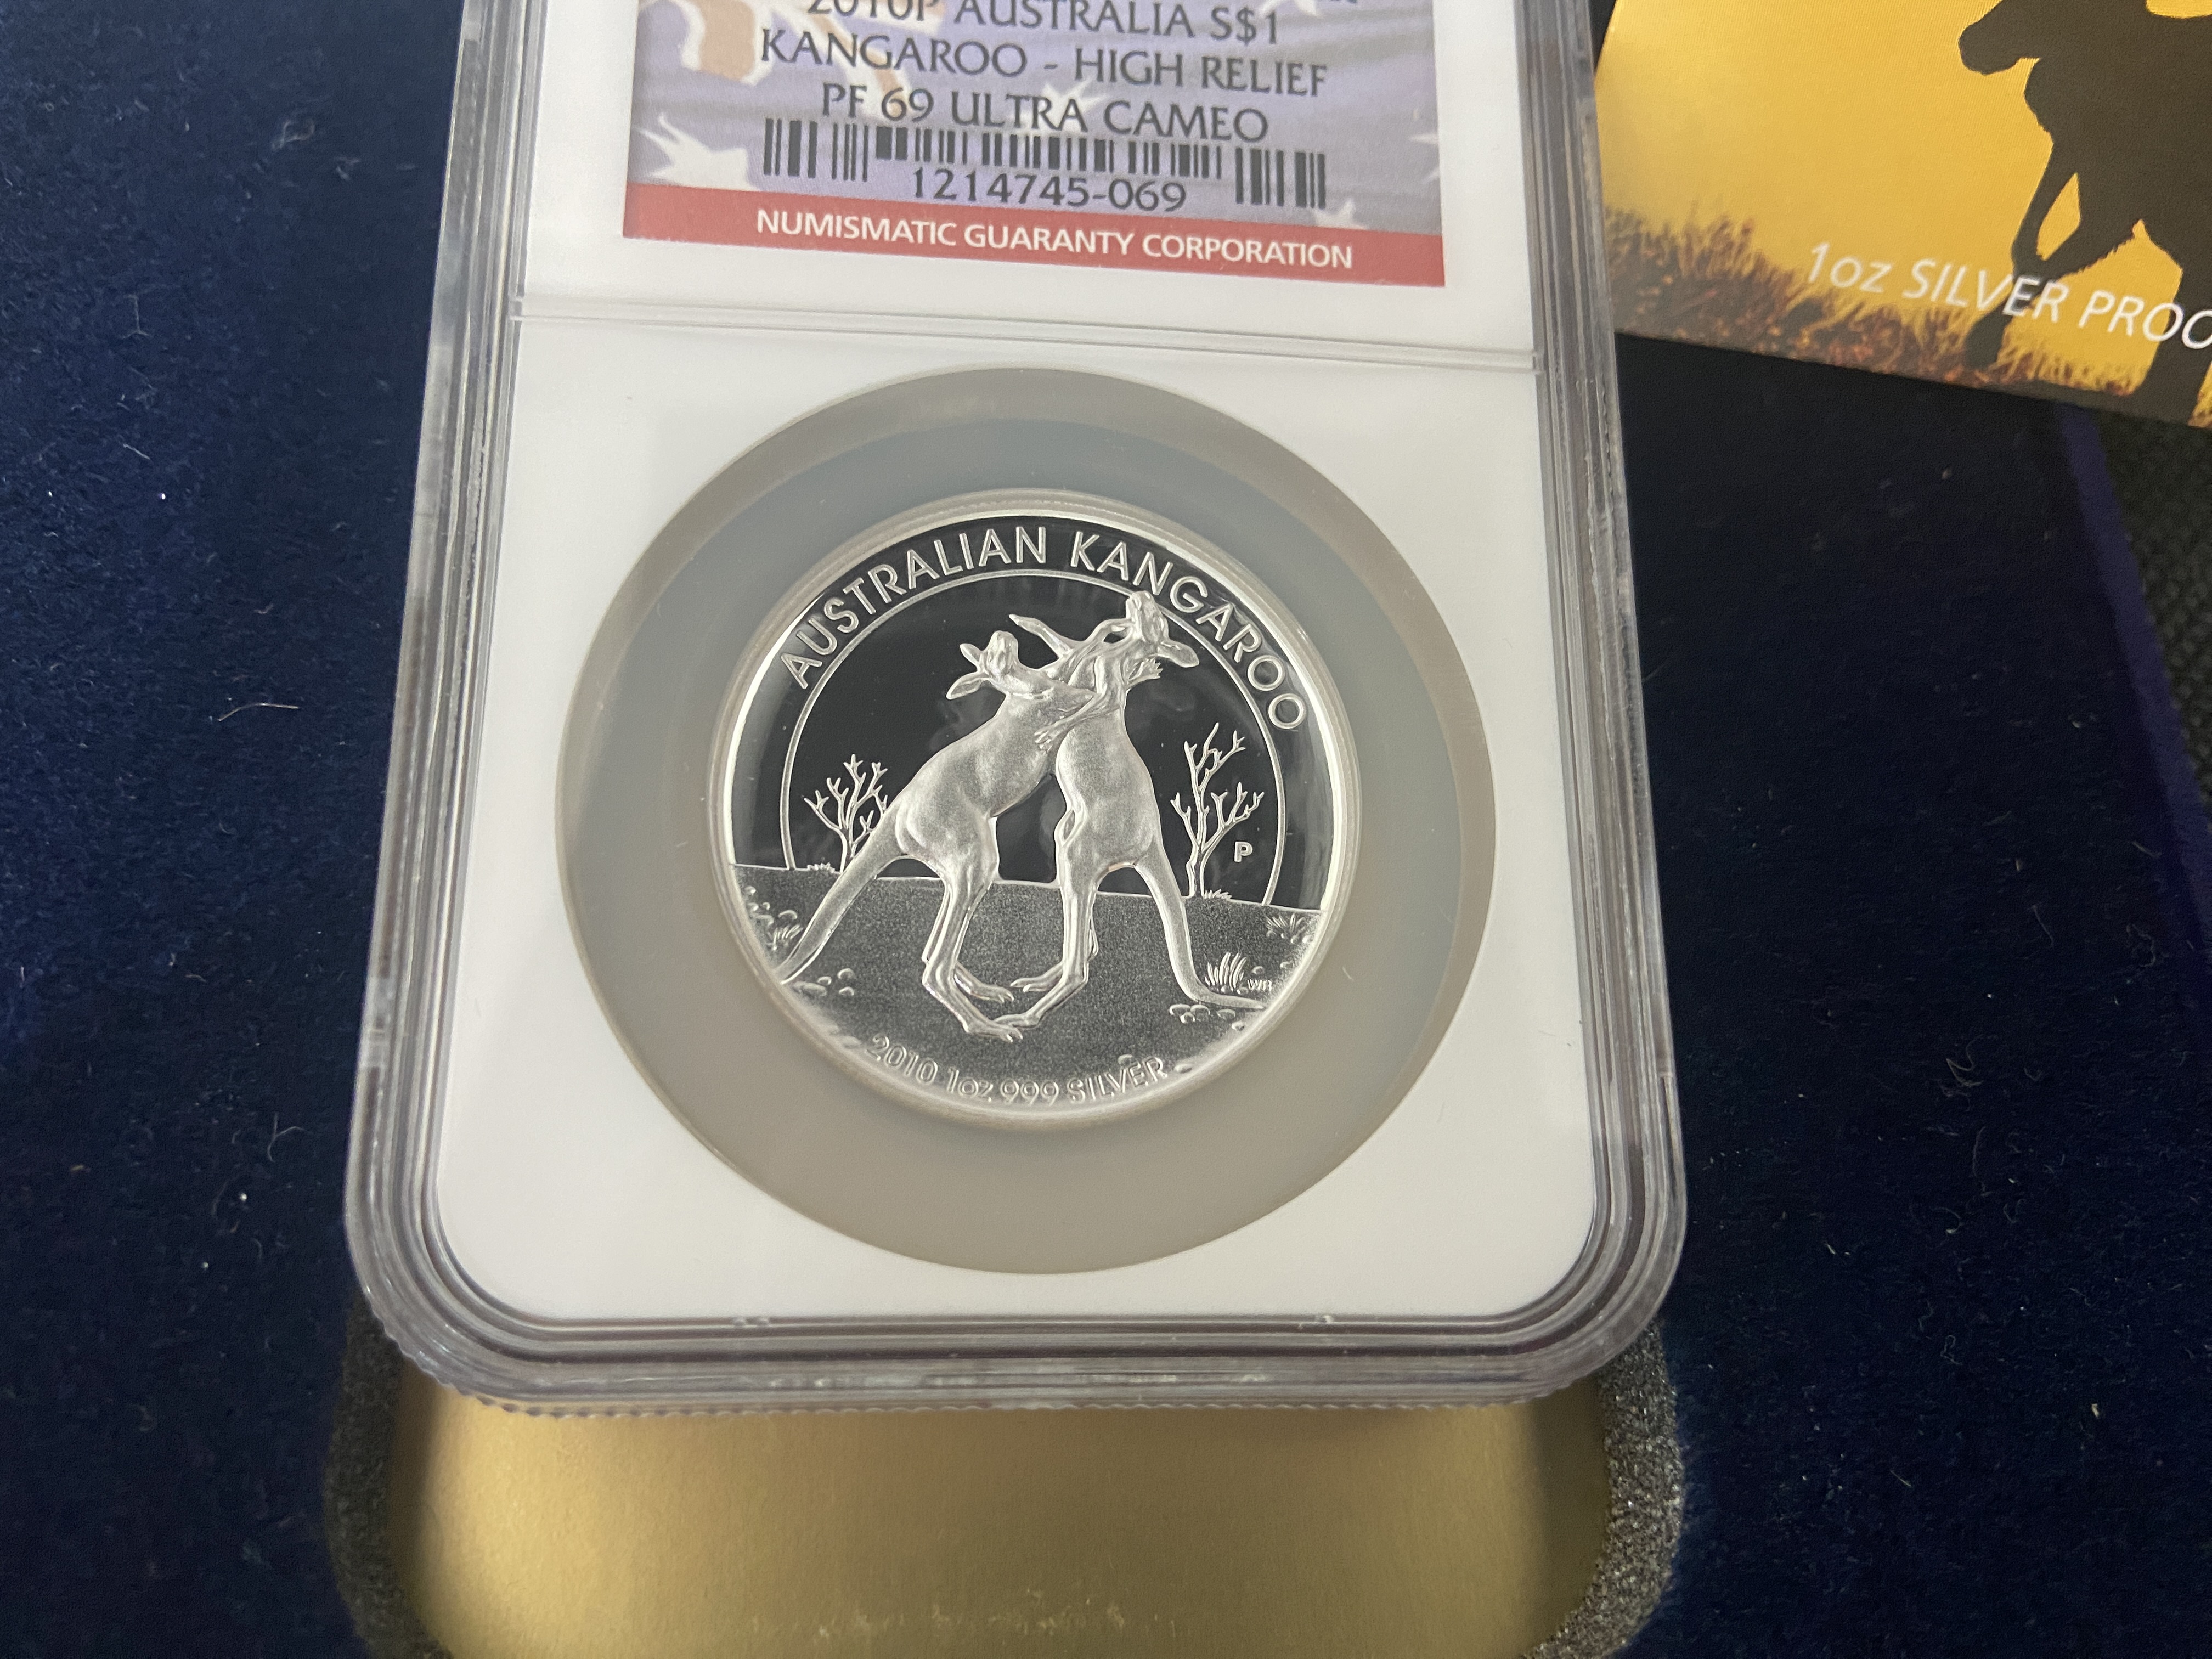 2010P AUSTRALIA S$1
KANGAROO - HIGH RELIEF
PF 69 ULTRA CAMEO
1214745-069
NUMISMATIC GUARANTY CORPORATION
1oz SILVER PROO
AUSTRALIAN KANGAROO
P
WR
2010 1oz 999 SILVER